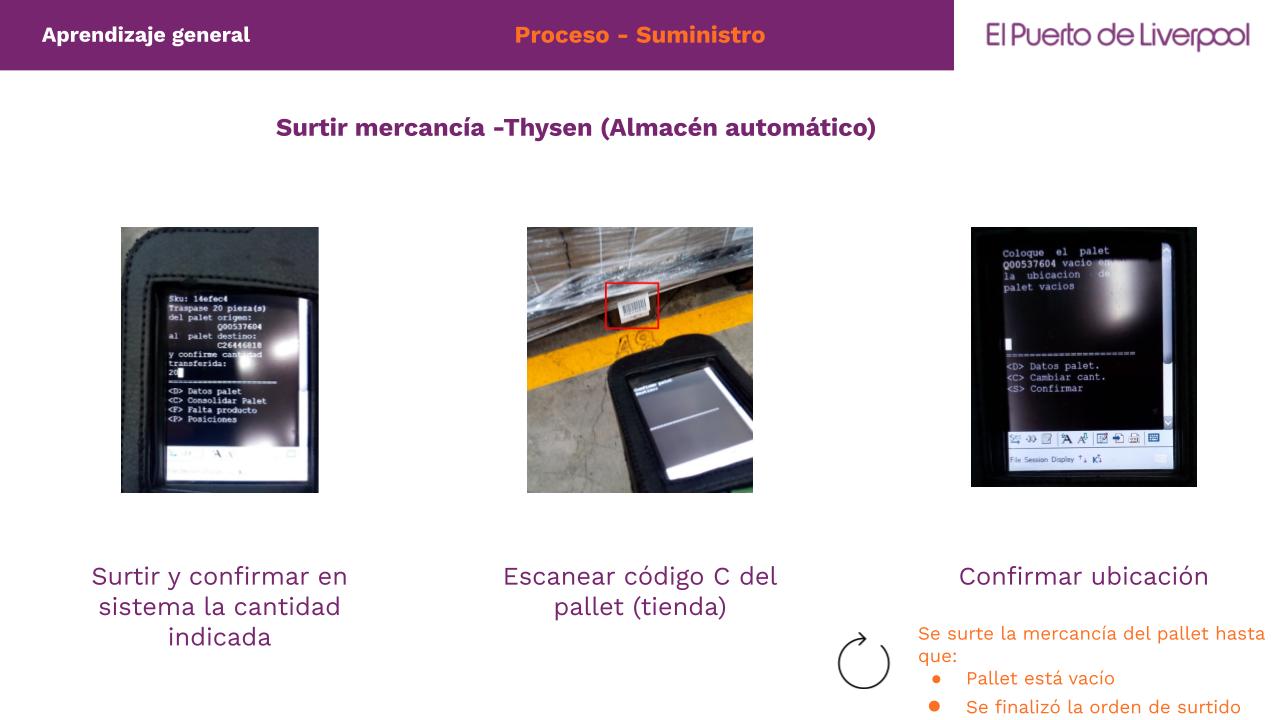 Aprendizaje general
Proceso - Suministro
El Puerto de Liverpool
Surtir mercancía -Thysen (Almacén automático)
Sku: 14efec4
Traspase 20 pieza(s)
del palet origen:
Q00537604
al palet destino:
C26446818
y confirme cantidad
transferida:
20
======================
<D> Datos palet
<C> Consolidar Palet
<F> Falta producto
<P> Posiciones
Confirmar palet
Coloque el palet
Q00537604 vacio en
la ubicacion de
palet vacios
======================
<D> Datos palet.
<C> Cambiar cant.
<S> Confirmar
File Session Display
Surtir y confirmar en
sistema la cantidad
indicada
Escanear código C del
pallet (tienda)
Confirmar ubicación
Se surte la mercancía del pallet hasta
que:
● Pallet está vacío
● Se finalizó la orden de surtido